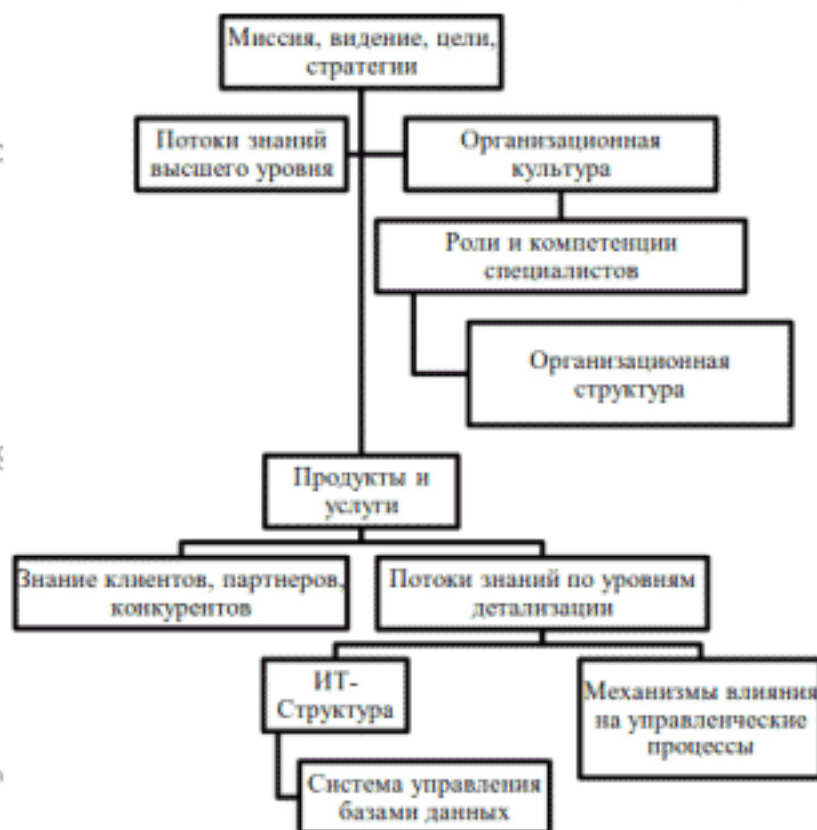 Миссия, видение, цели,
стратегии
Потоки знаний
высшего уровня
Организационная
культура
Роли и компетенции
специалистов
Организационная
структура
Продукты и
услуги
Знание клиентов, партнеров,
конкурентов
Потоки знаний по уровням
детализации
ИТ-
Структура
Механизмы влияния
на управленческие
процессы
Система управления
базами данных